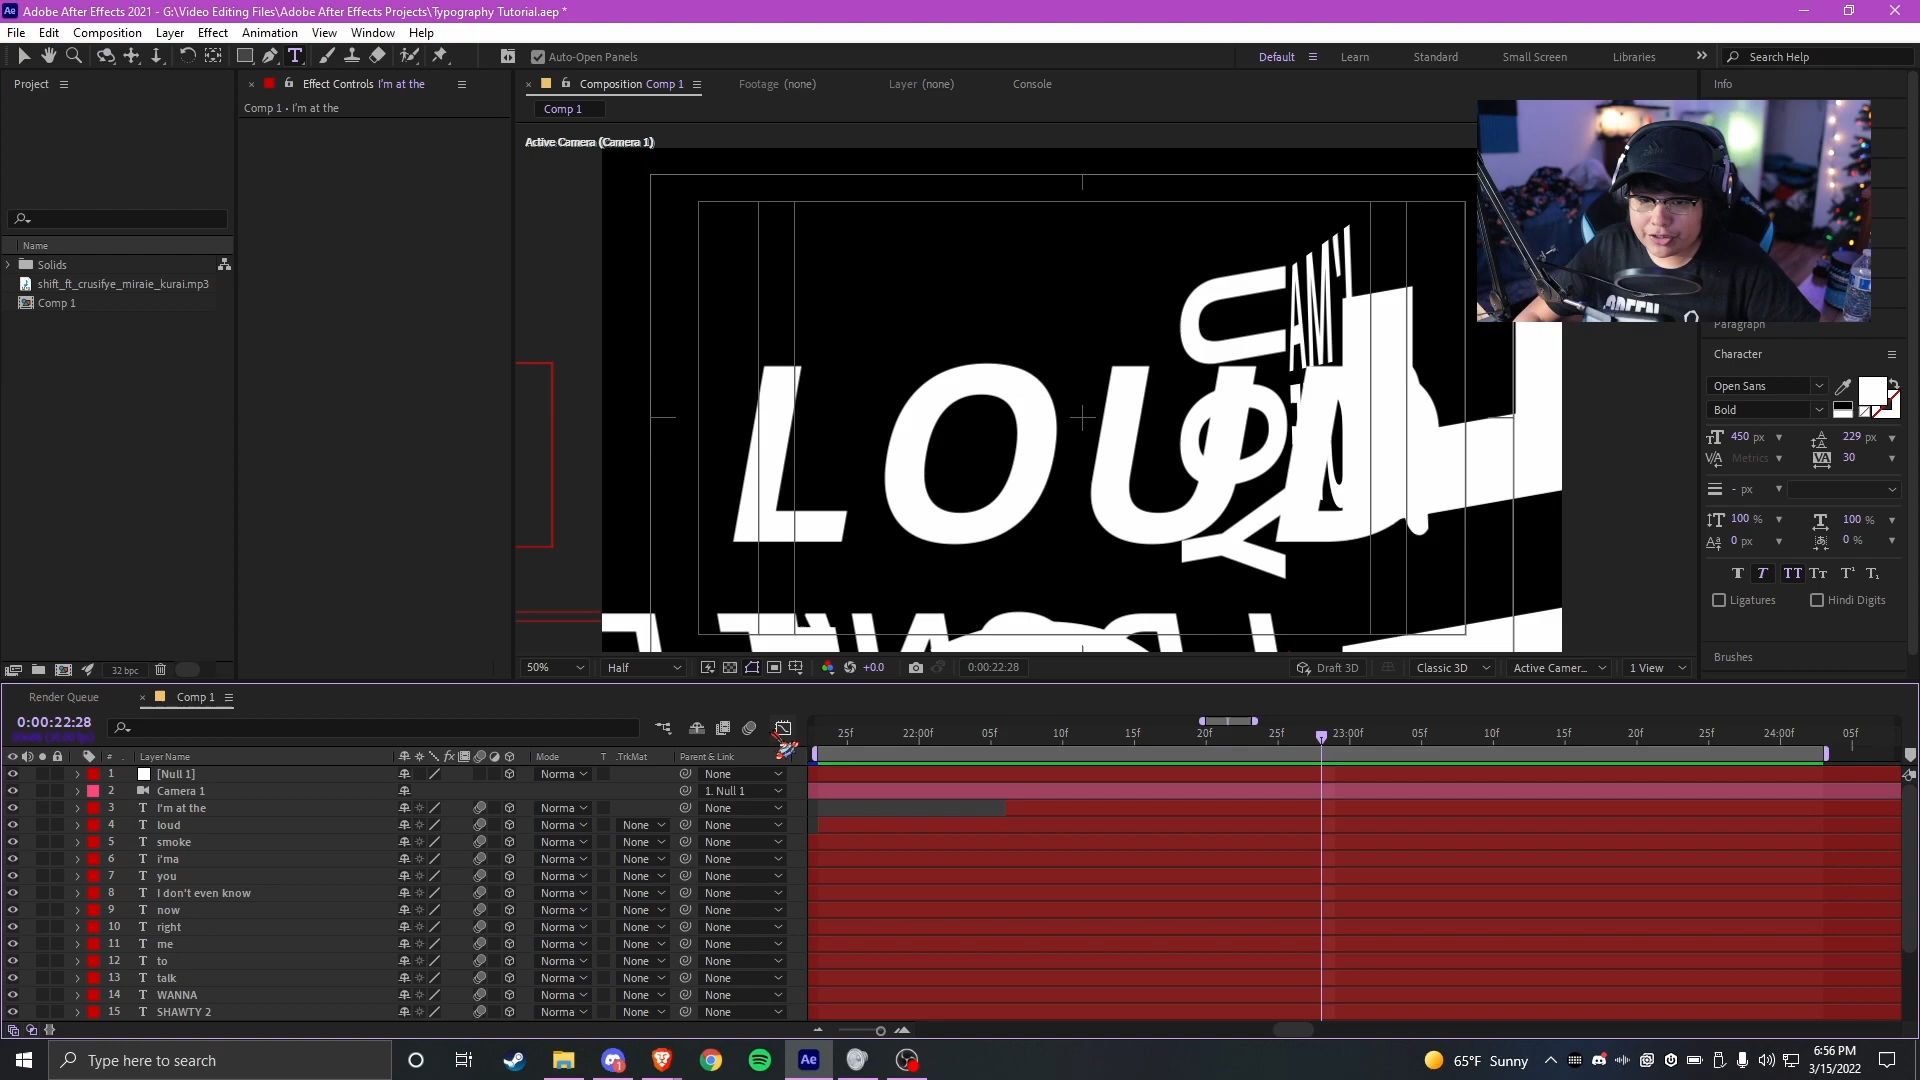 Adobe After Effects 2021 - G:\Video Editing Files\Adobe After Effects Projects\Typography Tutorial.aep *
File Edit Composition Layer Effect Animation View Window Help
Auto-Open Panels
Default Learn Standard Small Screen Libraries Search Help
Project
Effect Controls I'm at the
Composition Comp 1
Footage (none)
Layer (none)
Console
Info
Comp 1 • I'm at the
Comp 1
Active Camera (Camera 1)
Name
Solids
shift_ft_crusifye_miraie_kurai.mp3
Comp 1
LOUD
AM'I
YOU
GREEN
Paragraph
Character
Open Sans
Bold
450 px
229 px
Metrics
30
- px
100 %
100 %
0 px
0 %
Ligatures
Hindi Digits
Brushes
32 bpc
50%
Half
+0.0
0:00:22:28
Draft 3D
Classic 3D
Active Camer...
1 View
Render Queue
Comp 1
0:00:22:28
25f 22:00f 05f 10f 15f 20f 25f 23:00f 05f 10f 15f 20f 25f 24:00f 05f
# Layer Name Mode T .TrkMat Parent & Link
1 [Null 1] Norma None
2 Camera 1 1. Null 1
3 T I'm at the Norma None
4 T loud Norma None None
5 T smoke Norma None None
6 T i'ma Norma None None
7 T you Norma None None
8 T I don't even know Norma None None
9 T now Norma None None
10 T right Norma None None
11 T me Norma None None
12 T to Norma None None
13 T talk Norma None None
14 T WANNA Norma None None
15 T SHAWTY 2 Norma None None
Type here to search
Ae
65°F Sunny
6:56 PM
3/15/2022